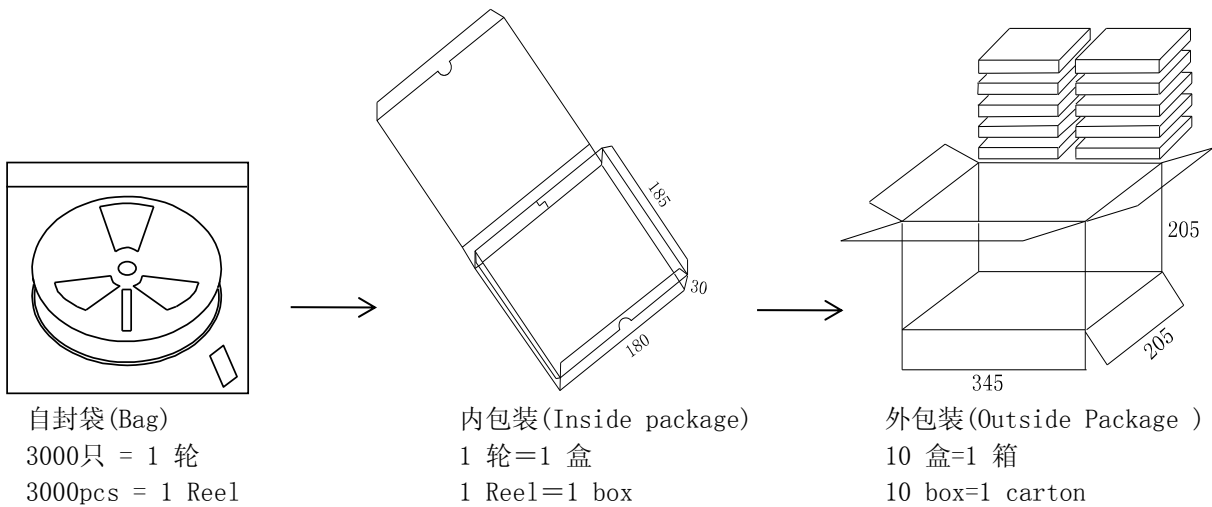 185
30
180
205
205
345
自封袋(Bag)
3000只 = 1 轮
3000pcs = 1 Reel
内包装(Inside package)
1 轮＝1 盒
1 Reel＝1 box
外包装(Outside Package )
10 盒=1 箱
10 box=1 carton